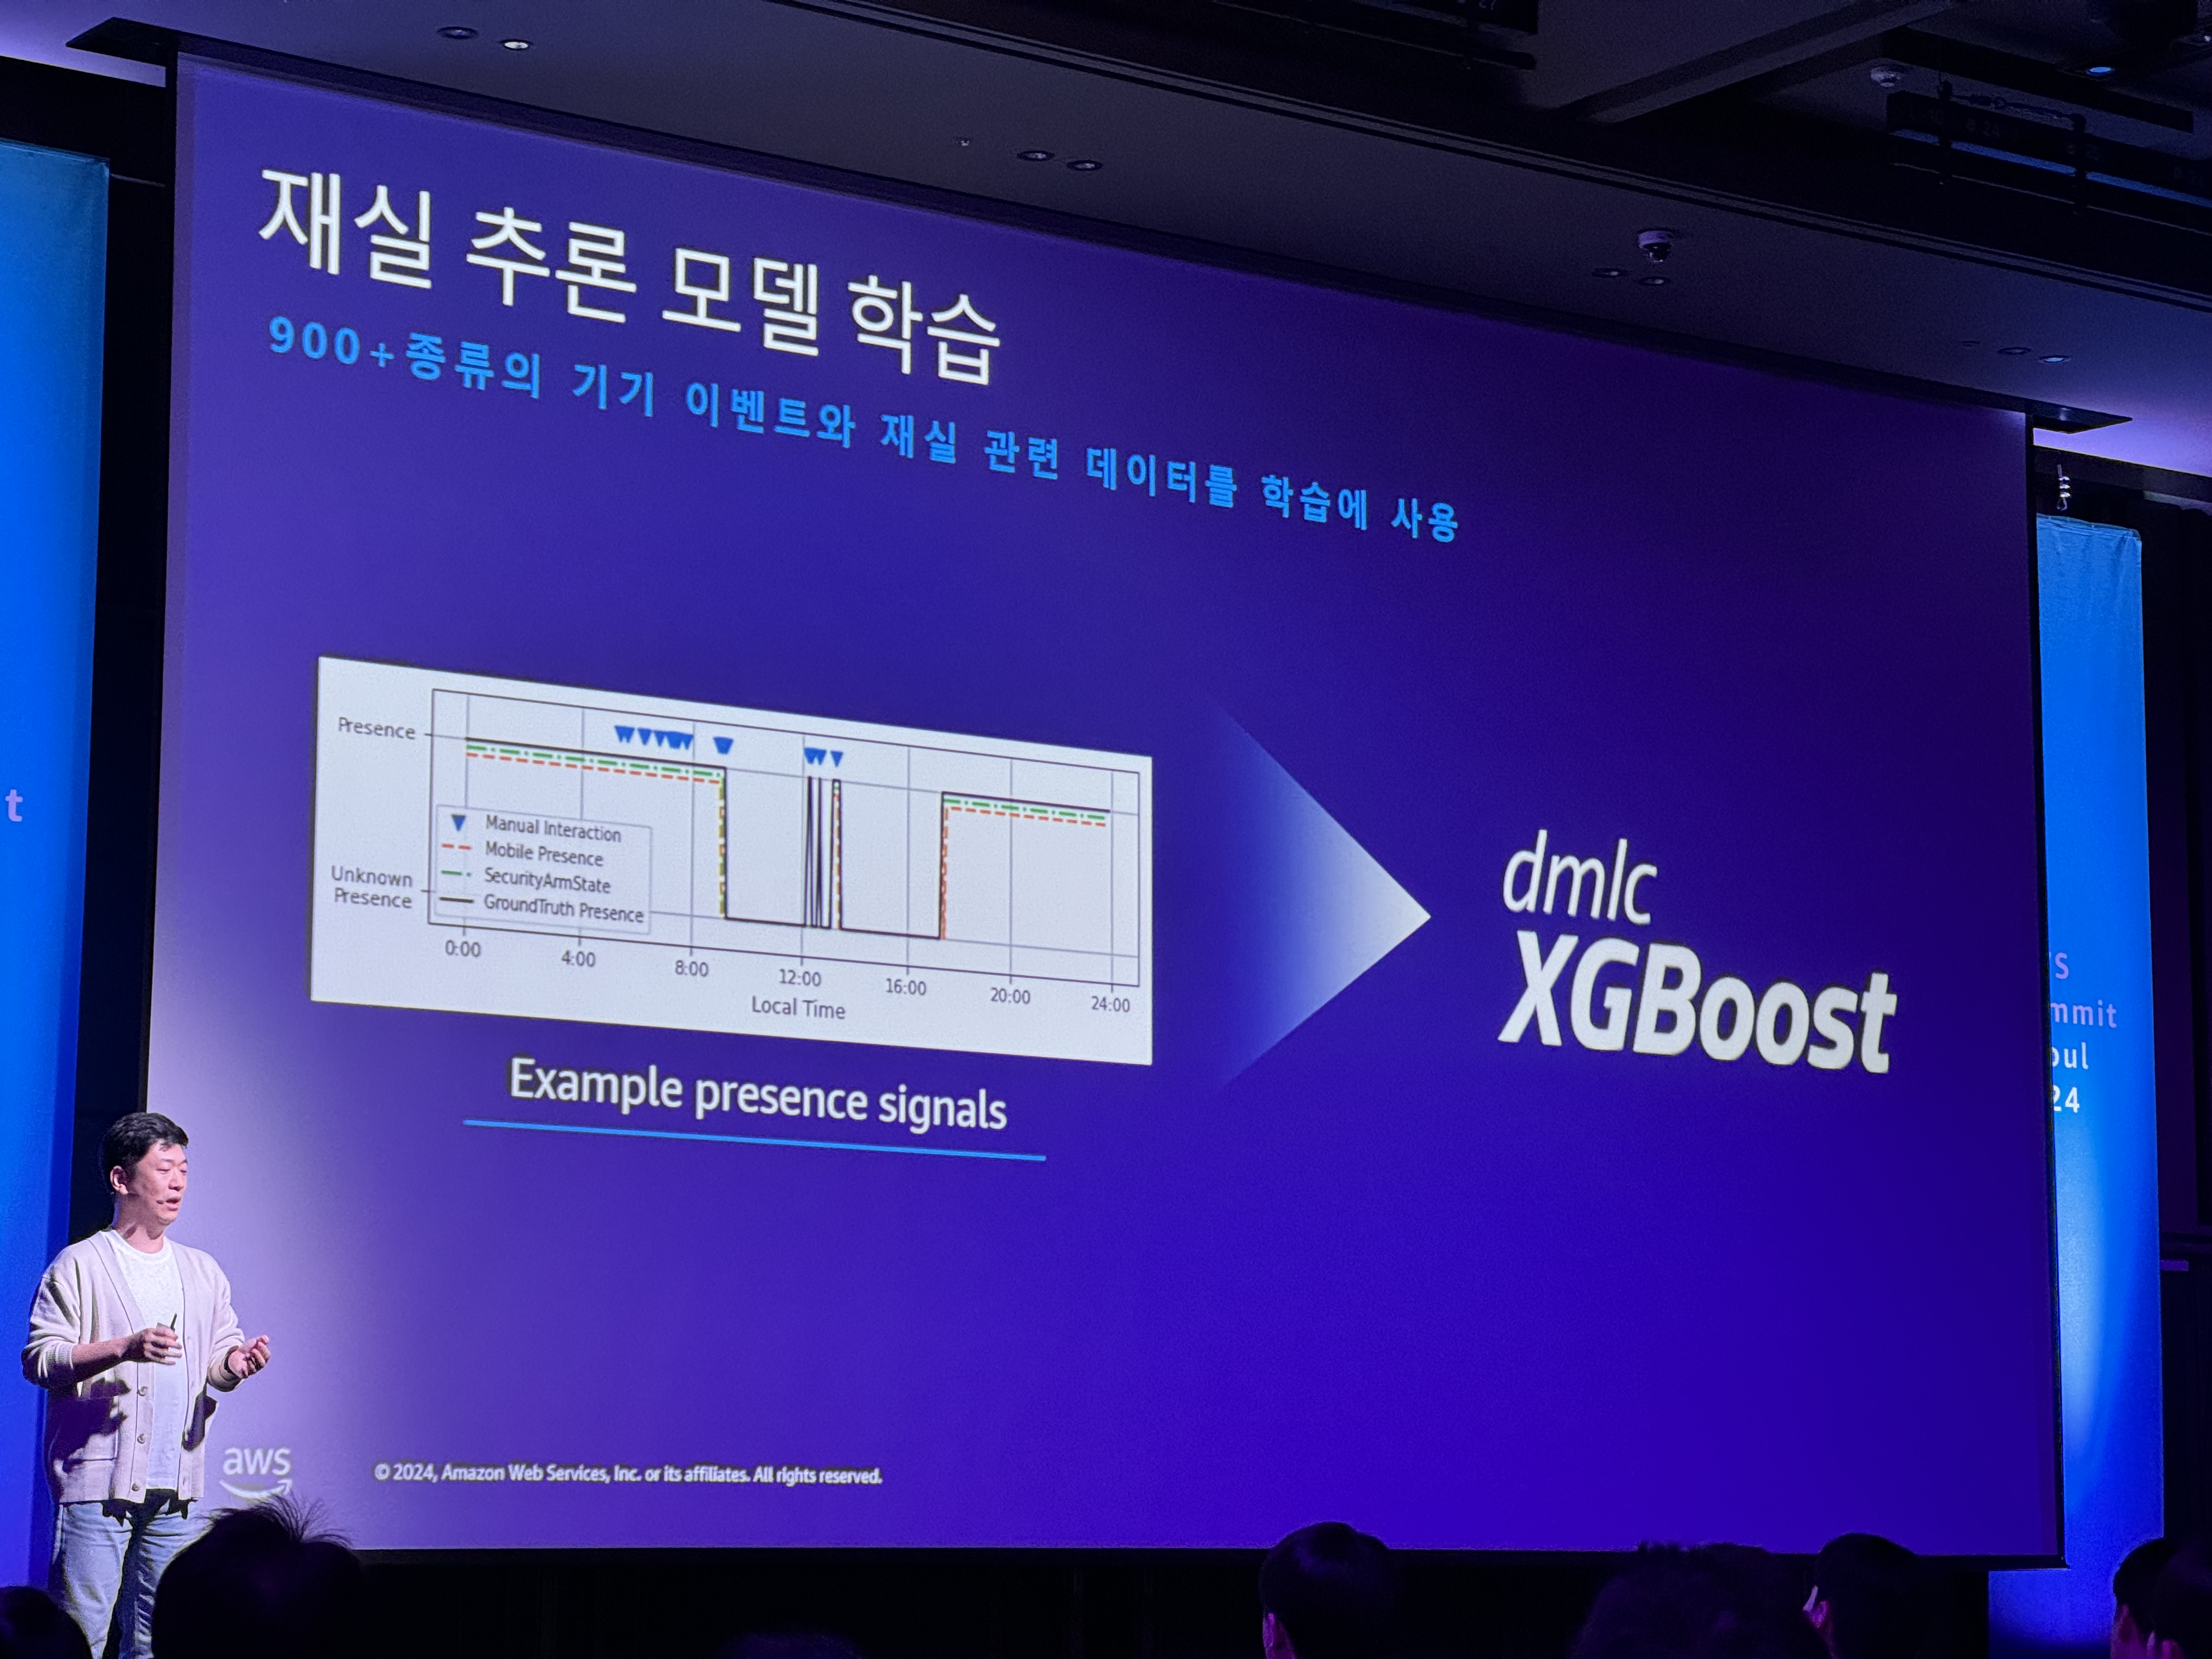 재실 추론 모델 학습
900+종류의 기기 이벤트와 재실 관련 데이터를 학습에 사용
Presence
Unknown
Presence
Manual Interaction
Mobile Presence
SecurityArmState
GroundTruth Presence
0:00 4:00 8:00 12:00 16:00 20:00 24:00
Local Time
Example presence signals
dmlc
XGBoost
aws
© 2024, Amazon Web Services, Inc. or its affiliates. All rights reserved.
t
S
mmit
oul
24